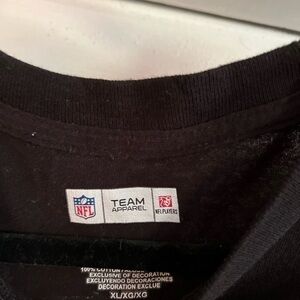 NFL
TEAM
APPAREL
NFL PLAYERS
100% COTTON
EXCLUSIVE OF DECORATION
EXCLUYENDO DECORACIONES
DECORATION EXCLUE
XL/XG/XG